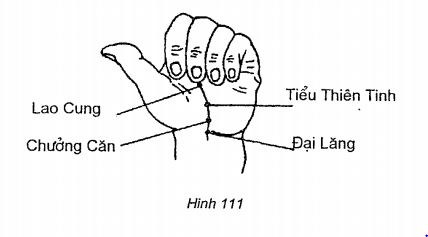 Lao Cung
Tiểu Thiên Tinh
Chưởng Căn
Đại Lăng
Hình 111